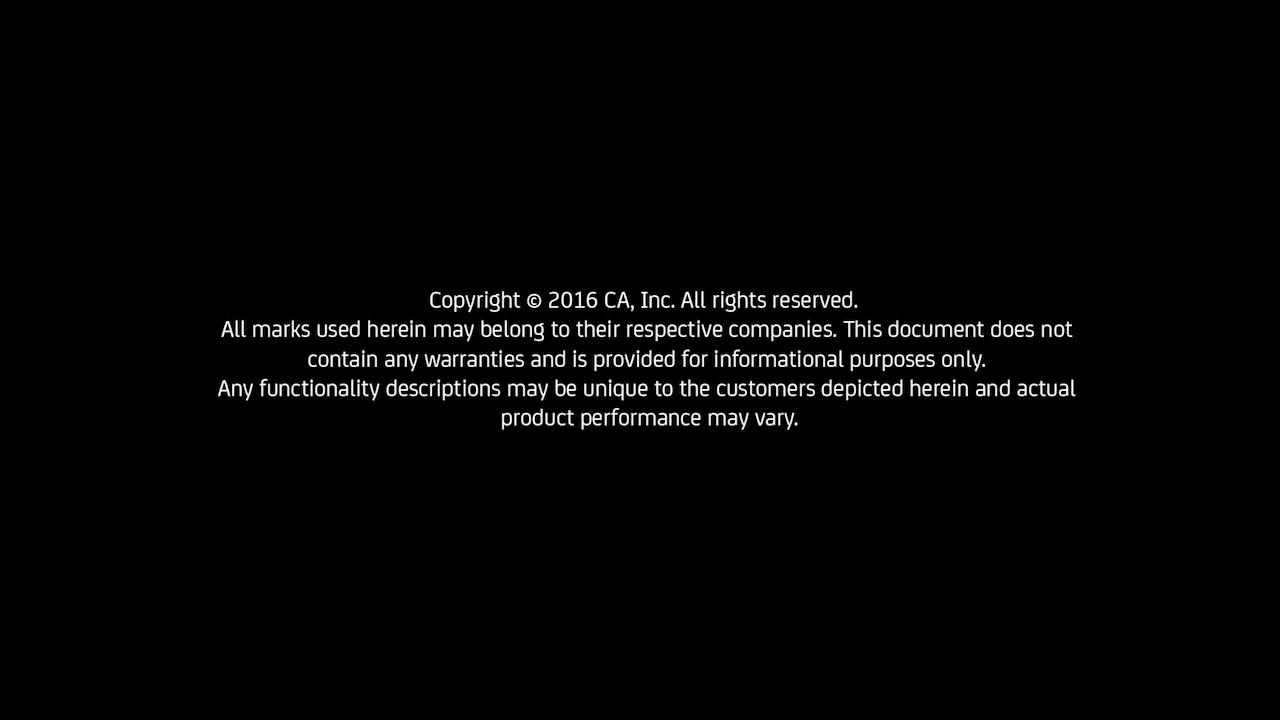 Copyright © 2016 CA, Inc. All rights reserved.
All marks used herein may belong to their respective companies. This document does not
contain any warranties and is provided for informational purposes only.
Any functionality descriptions may be unique to the customers depicted herein and actual
product performance may vary.